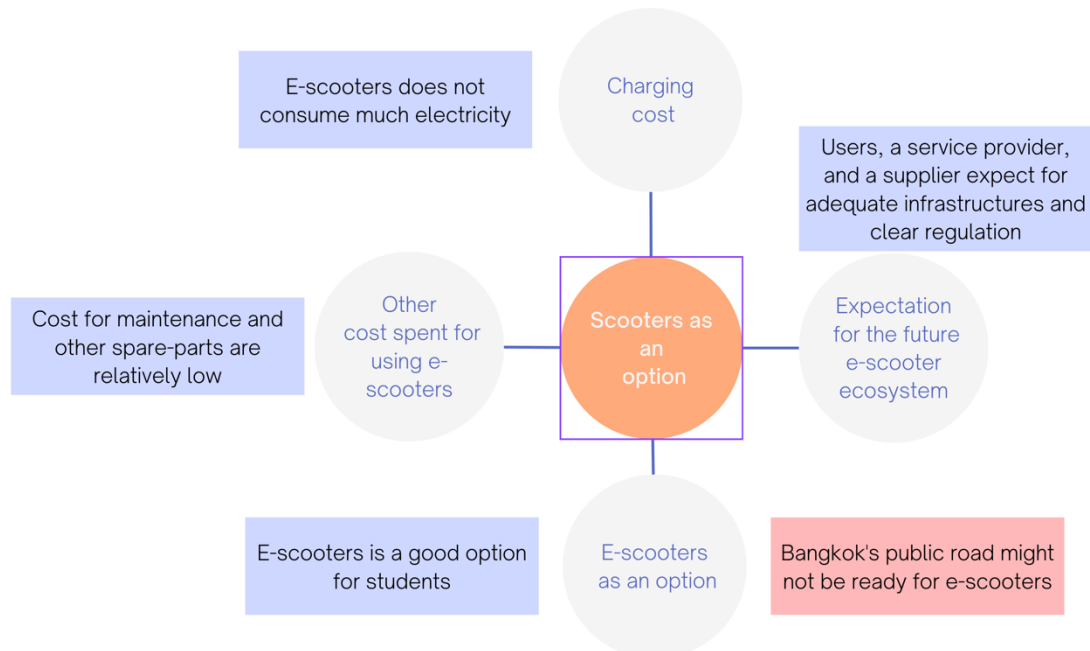 E-scooters does not
consume much electricity
Charging
cost
Users, a service provider,
and a supplier expect for
adequate infrastructures and
clear regulation
Cost for maintenance and
other spare-parts are
relatively low
Other
cost spent for
using e-
scooters
Scooters as
an
option
Expectation
for the future
e-scooter
ecosystem
E-scooters is a good option
for students
E-scooters
as an option
Bangkok's public road might
not be ready for e-scooters